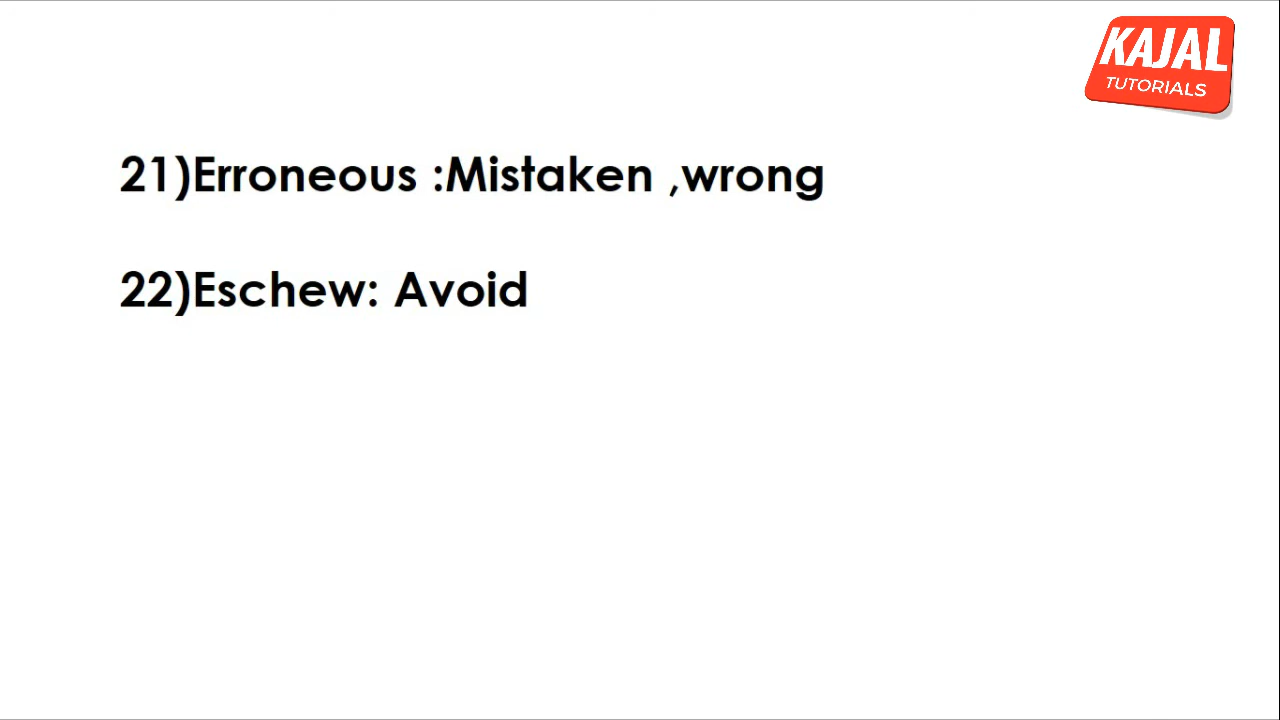 KAJAL
TUTORIALS
21)Erroneous :Mistaken ,wrong
22)Eschew: Avoid